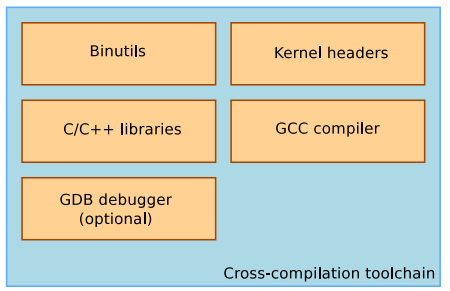 Binutils
Kernel headers
C/C++ libraries
GCC compiler
GDB debugger
(optional)
Cross-compilation toolchain